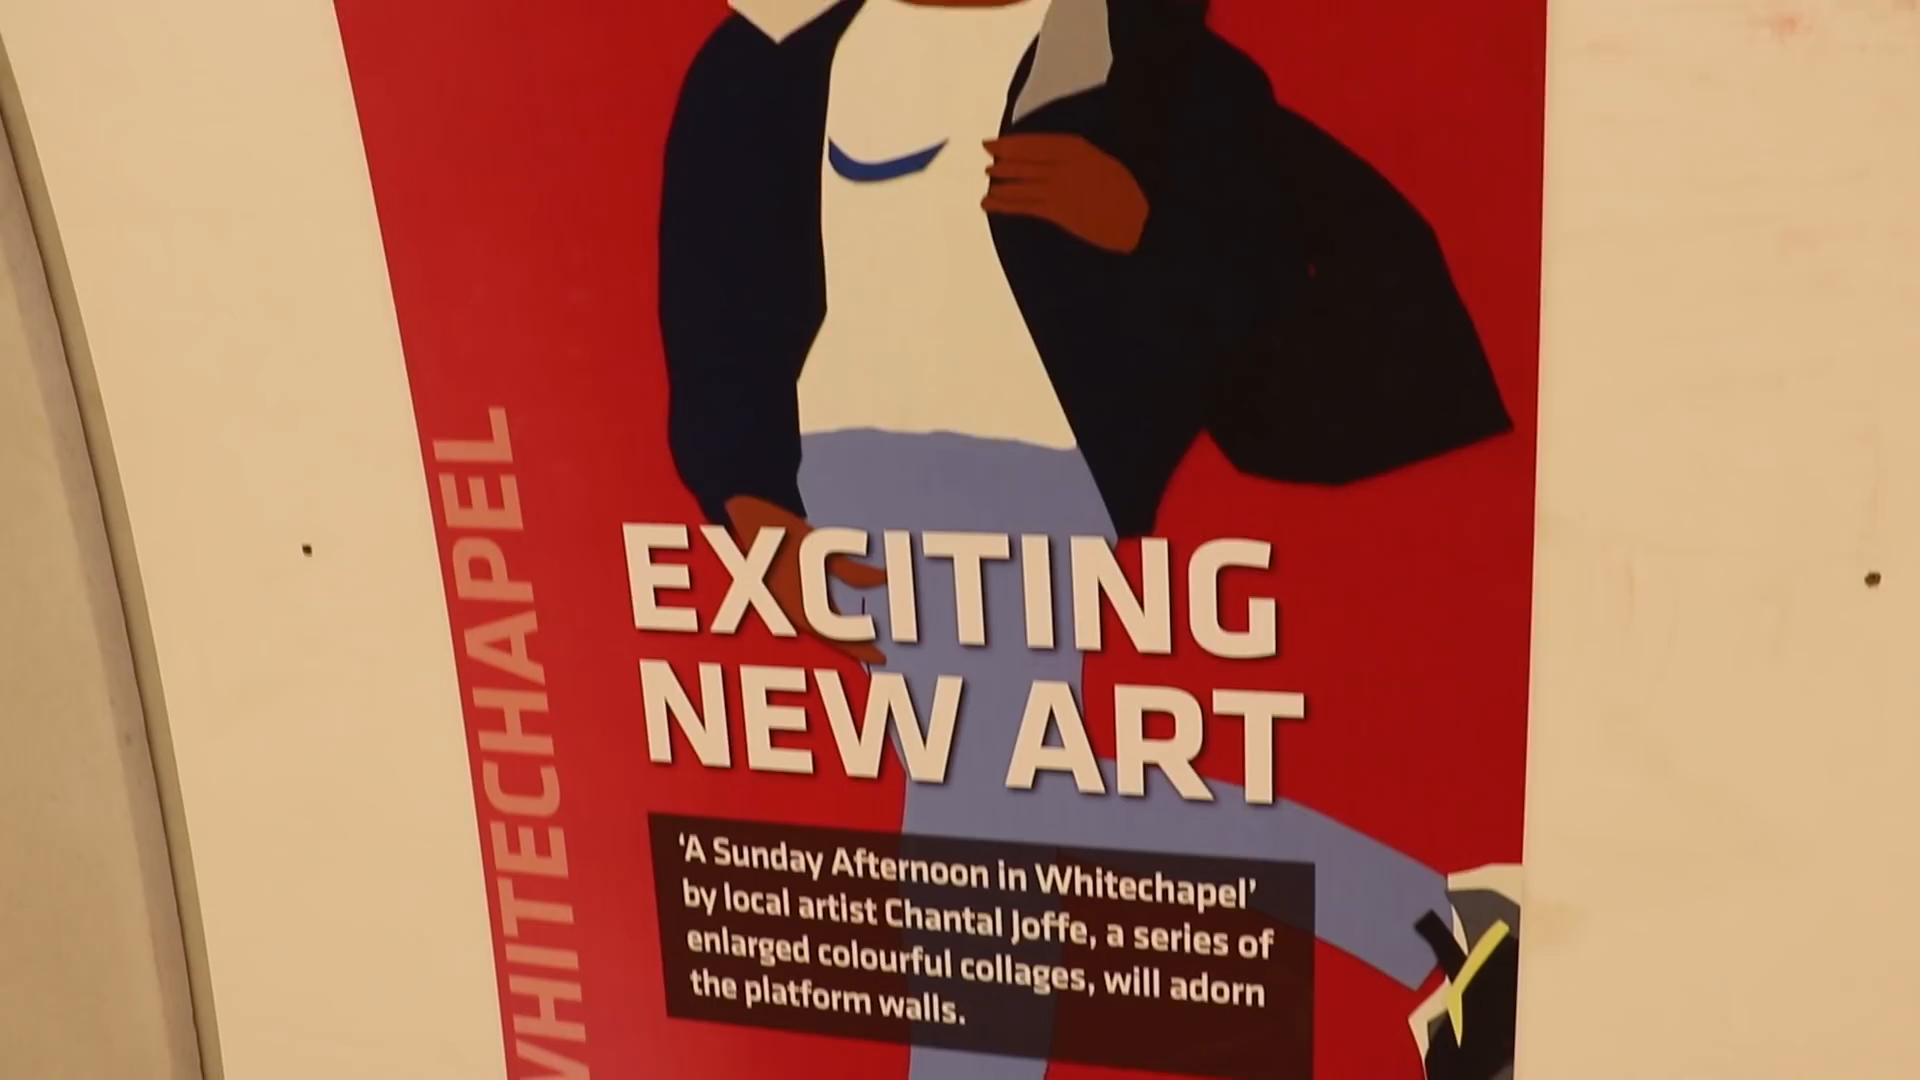 WHITECHAPEL
EXCITING
NEW ART
‘A Sunday Afternoon in Whitechapel’
by local artist Chantal Joffe, a series of
enlarged colourful collages, will adorn
the platform walls.